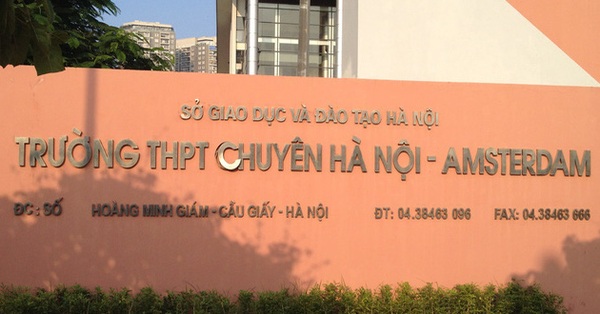 SỞ GIAO DỤC VÀ ĐÀO TẠO HÀ NỘI
TRƯỜNG THPT CHUYÊN HÀ NỘI - AMSTERDAM
ĐC: SỐ HOÀNG MINH GIÁM - CẦU GIẤY - HÀ NỘI ĐT: 04.38463 096 FAX: 04.38463 666